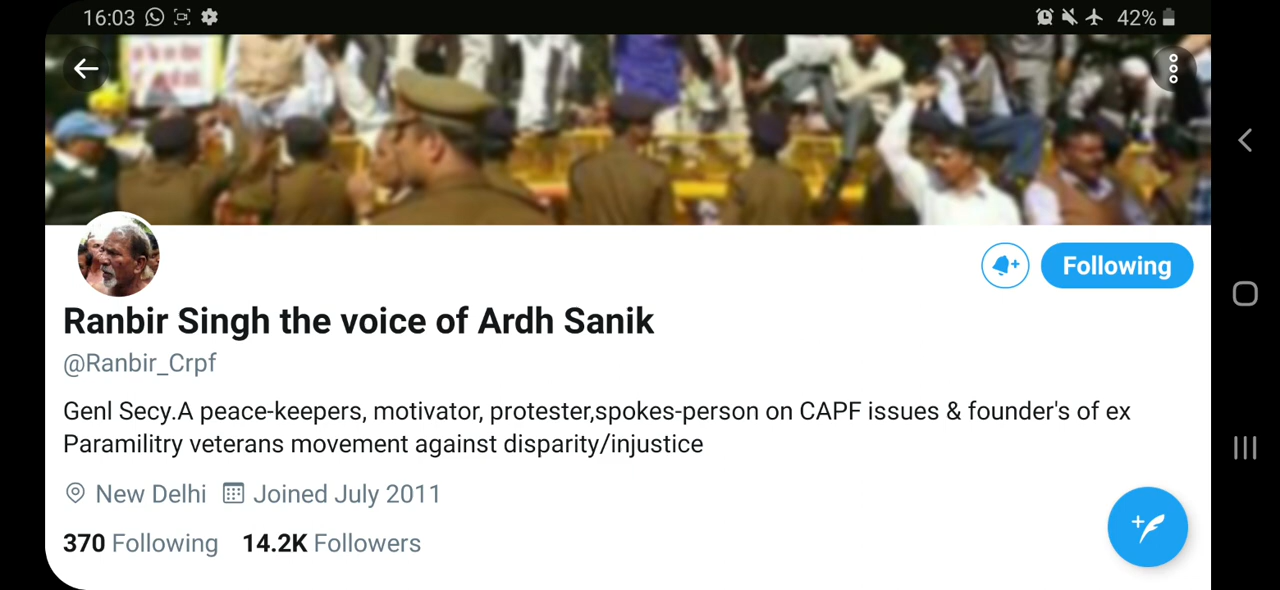 16:03
42%
Following
Ranbir Singh the voice of Ardh Sanik
@Ranbir_Crpf
Genl Secy.A peace-keepers, motivator, protester,spokes-person on CAPF issues & founder's of ex
Paramilitry veterans movement against disparity/injustice
New Delhi Joined July 2011
370 Following 14.2K Followers